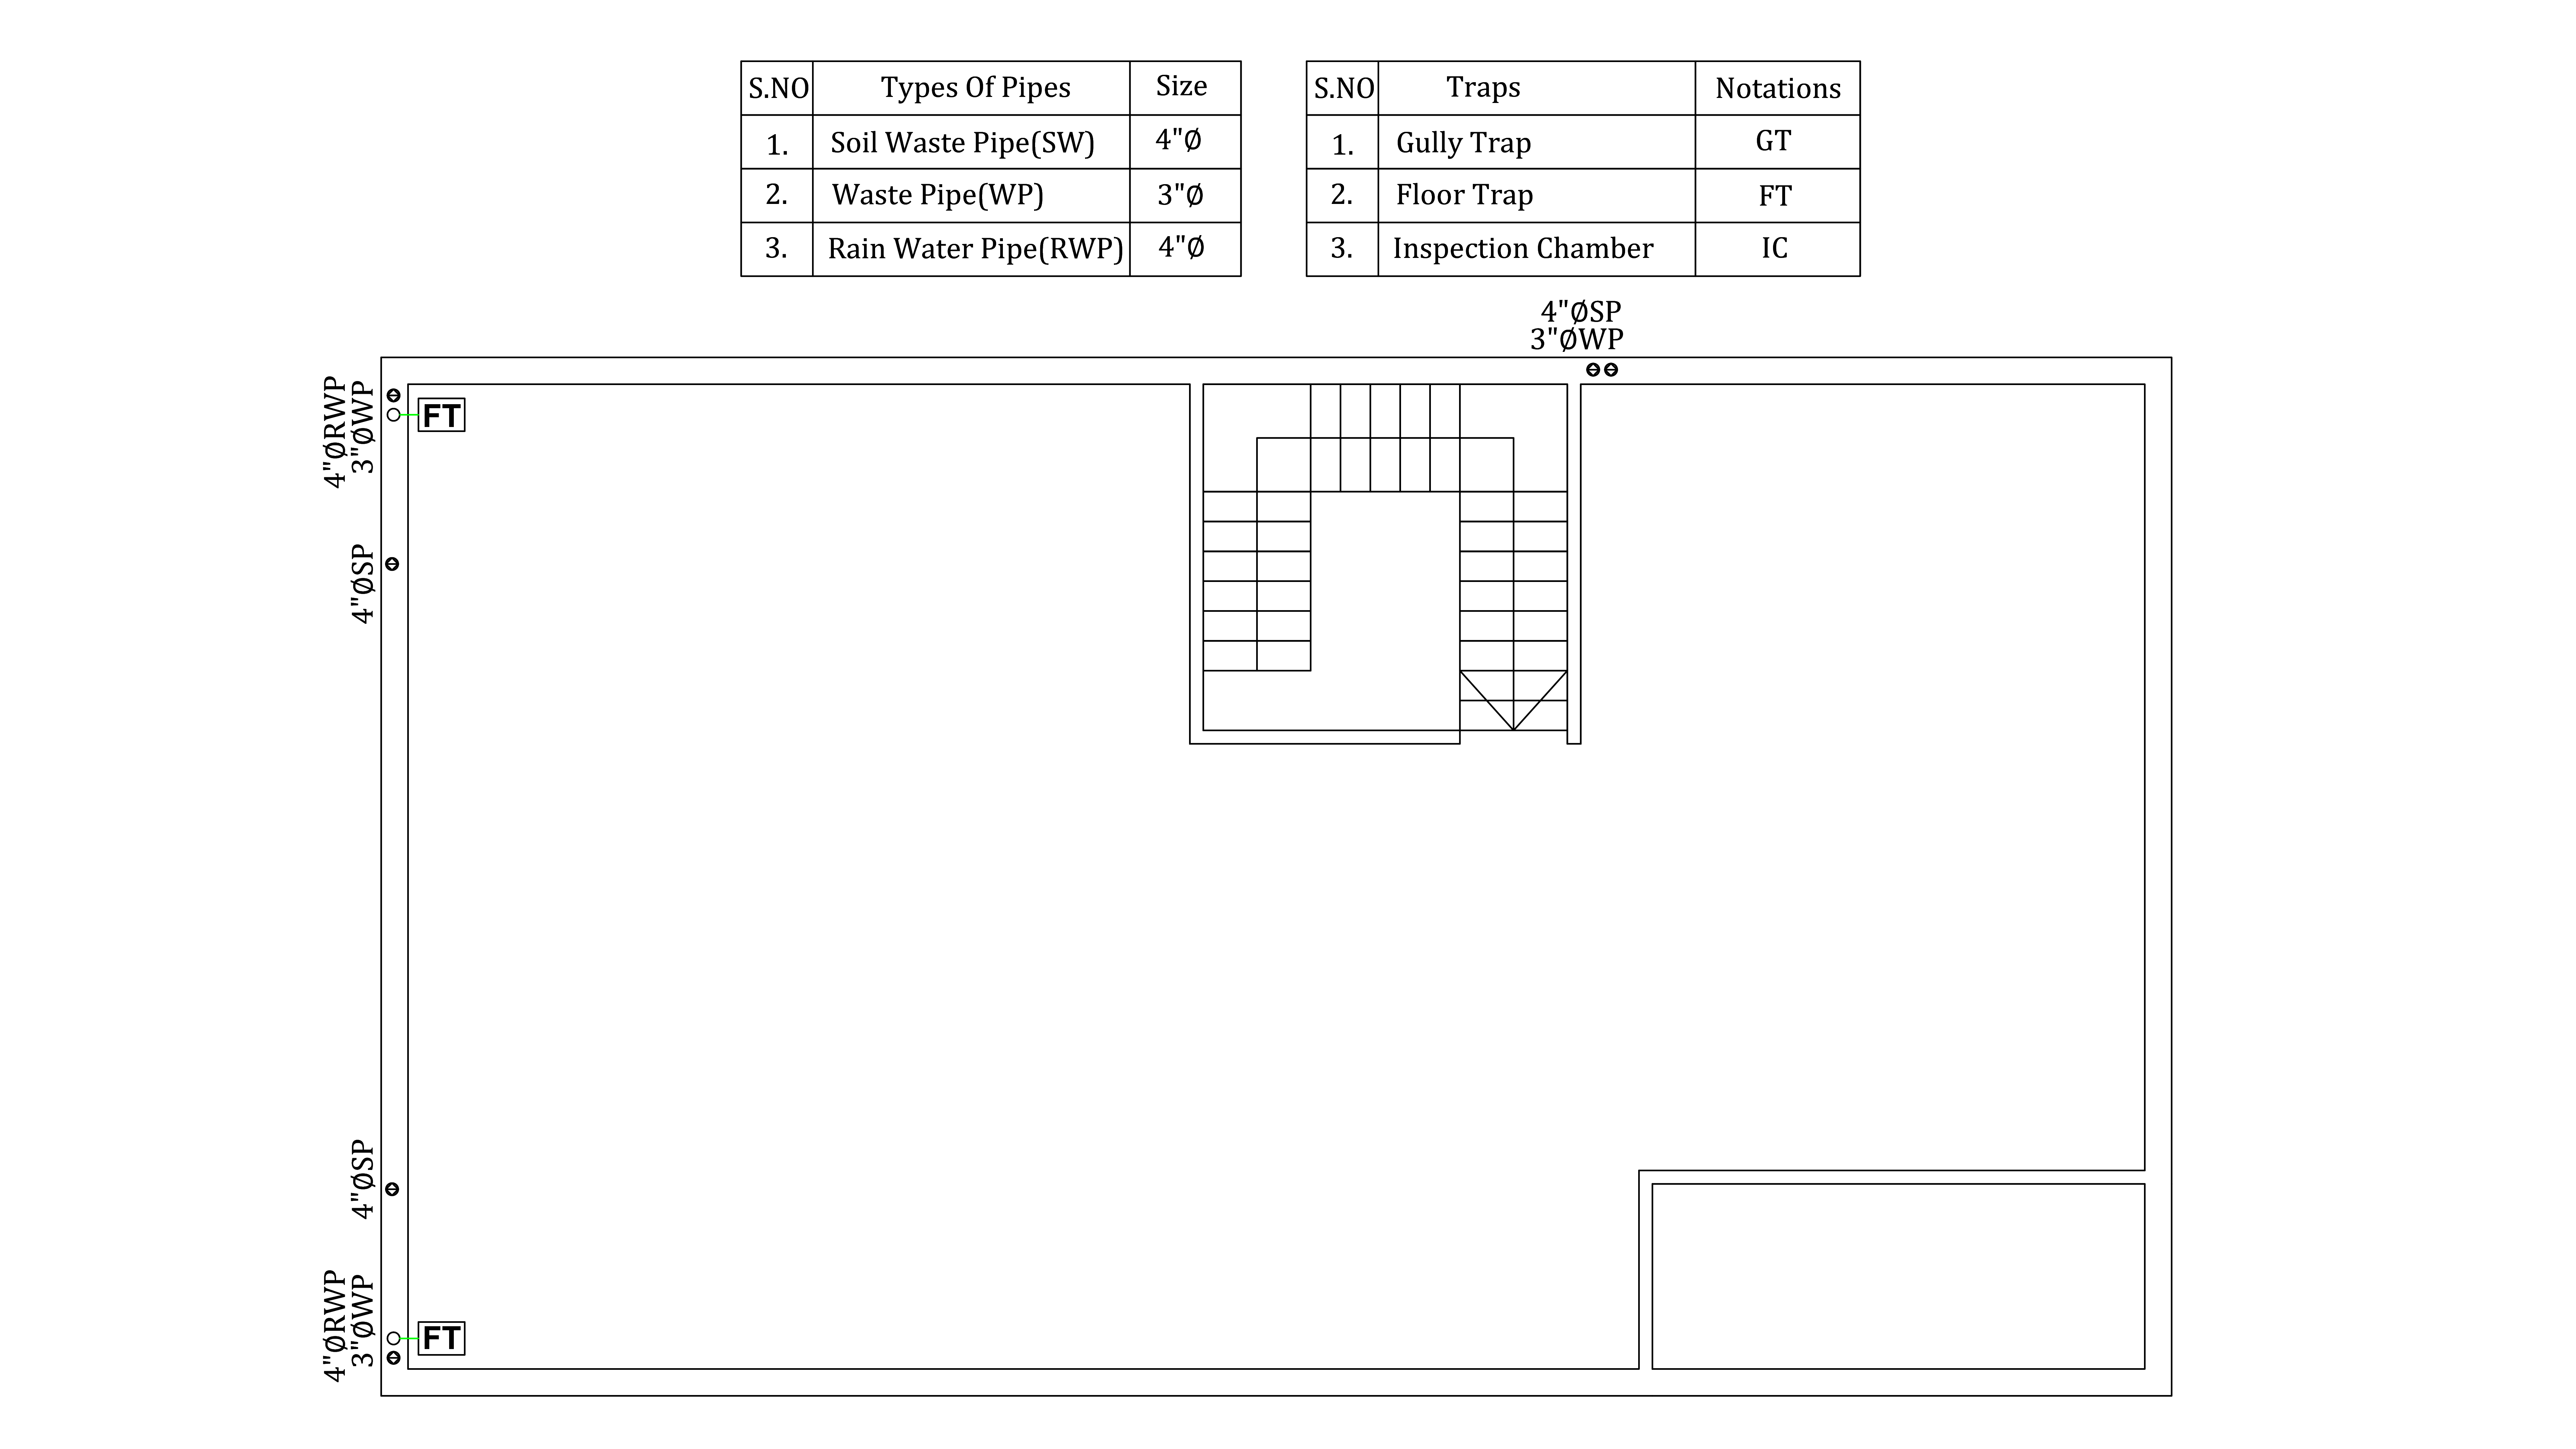 S.NO Types Of Pipes Size
1. Soil Waste Pipe(SW) 4"Ø
2. Waste Pipe(WP) 3"Ø
3. Rain Water Pipe(RWP) 4"Ø
S.NO Traps Notations
1. Gully Trap GT
2. Floor Trap FT
3. Inspection Chamber IC
4"ØSP
3"ØWP
4"ØRWP
3"ØWP
FT
4"ØSP
4"ØSP
4"ØRWP
3"ØWP
FT